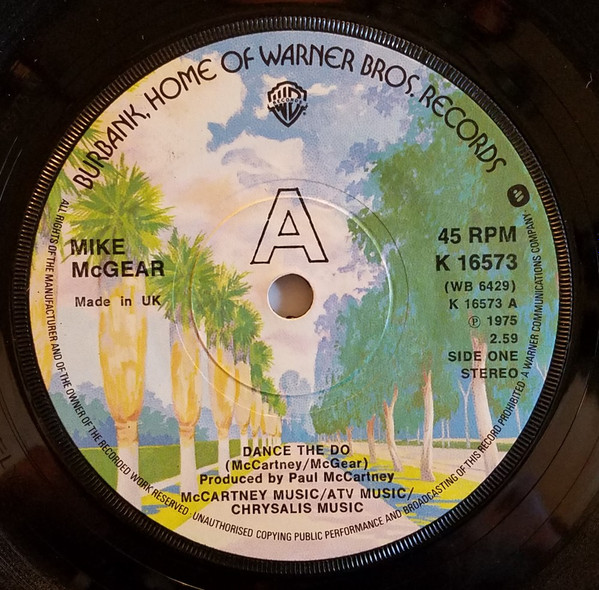 BURBANK, HOME OF WARNER BROS. RECORDS
WB
RECORDS
A
MIKE
McGEAR
Made in UK
45 RPM
K 16573
(WB 6429)
K 16573 A
℗ 1975
2.59
SIDE ONE
STEREO
DANCE THE DO
(McCartney/McGear)
Produced by Paul McCartney
McCARTNEY MUSIC/ATV MUSIC/
CHRYSALIS MUSIC
ALL RIGHTS OF THE MANUFACTURER AND OF THE OWNER OF THE RECORDED WORK RESERVED. UNAUTHORISED COPYING PUBLIC PERFORMANCE AND BROADCASTING OF THIS RECORD PROHIBITED · A WARNER COMMUNICATIONS COMPANY